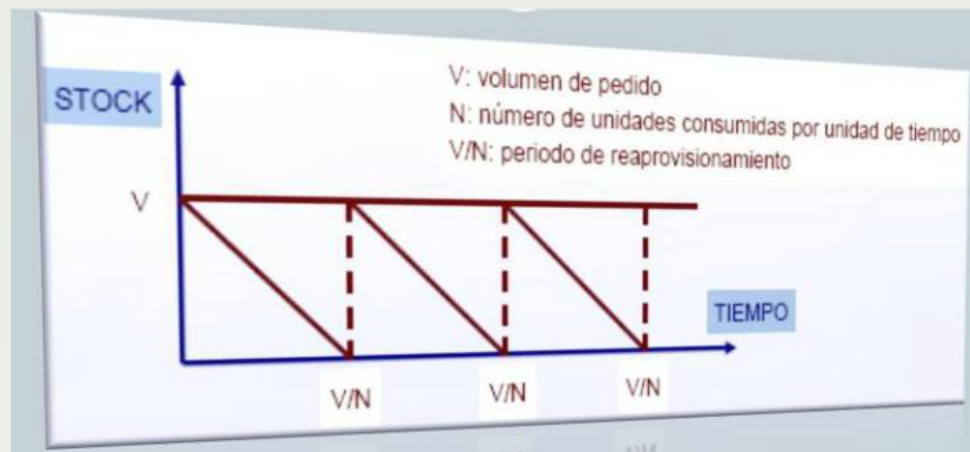 STOCK
V: volumen de pedido
N: número de unidades consumidas por unidad de tiempo
V/N: periodo de reaprovisionamiento
V
TIEMPO
V/N V/N V/N